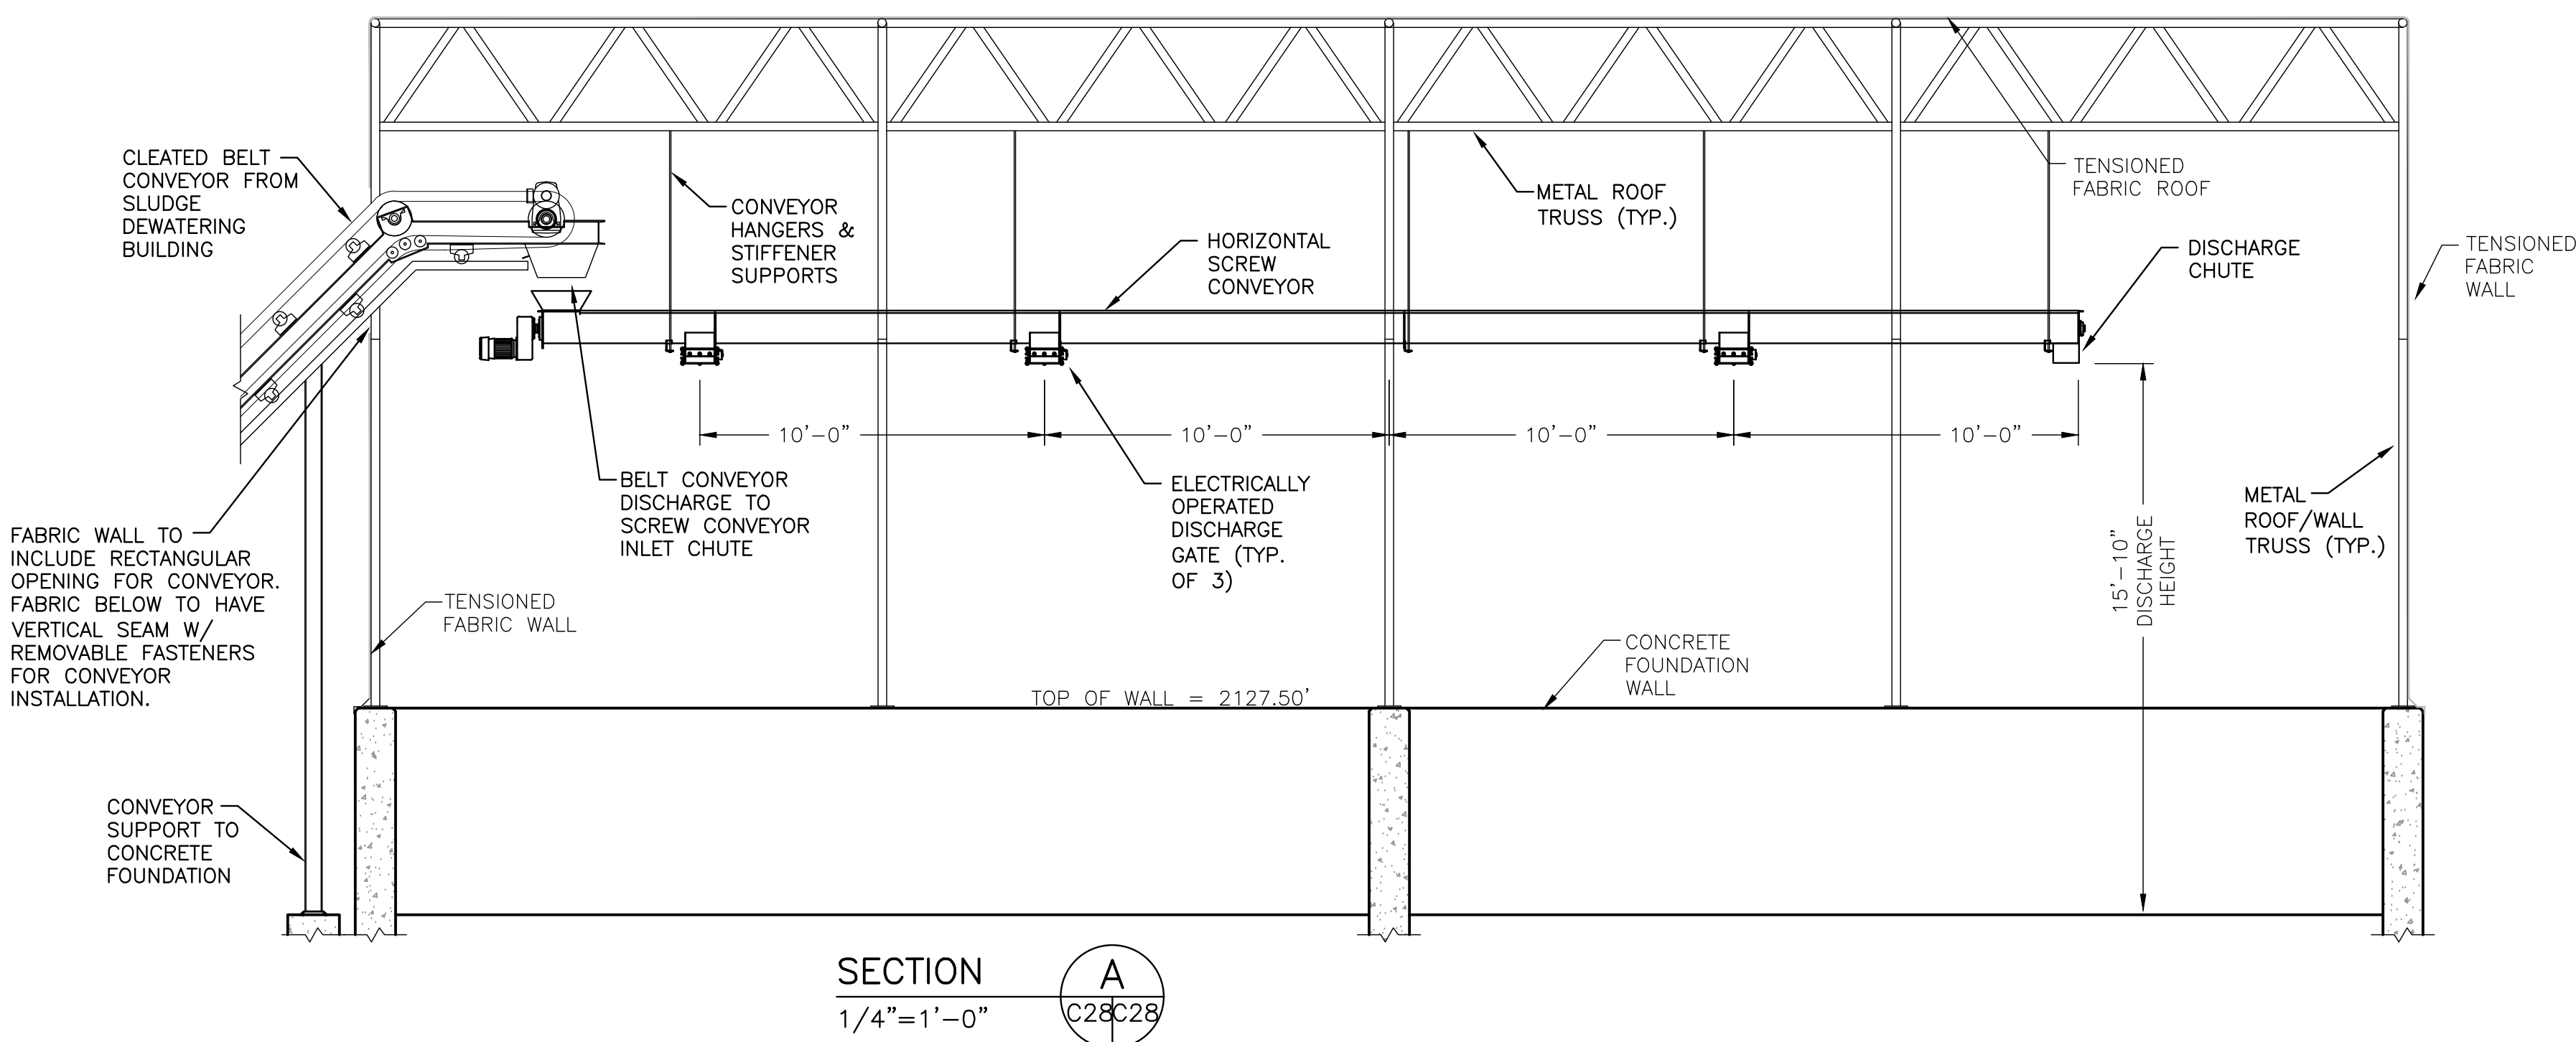 CLEATED BELT
CONVEYOR FROM
SLUDGE
DEWATERING
BUILDING
CONVEYOR
HANGERS &
STIFFENER
SUPPORTS
HORIZONTAL
SCREW
CONVEYOR
METAL ROOF
TRUSS (TYP.)
TENSIONED
FABRIC ROOF
DISCHARGE
CHUTE
TENSIONED
FABRIC
WALL
10'-0"
10'-0"
10'-0"
10'-0"
BELT CONVEYOR
DISCHARGE TO
SCREW CONVEYOR
INLET CHUTE
ELECTRICALLY
OPERATED
DISCHARGE
GATE (TYP.
OF 3)
15'-10"
DISCHARGE
HEIGHT
METAL
ROOF/WALL
TRUSS (TYP.)
FABRIC WALL TO
INCLUDE RECTANGULAR
OPENING FOR CONVEYOR.
FABRIC BELOW TO HAVE
VERTICAL SEAM W/
REMOVABLE FASTENERS
FOR CONVEYOR
INSTALLATION.
TENSIONED
FABRIC WALL
CONCRETE
FOUNDATION
WALL
TOP OF WALL = 2127.50'
CONVEYOR
SUPPORT TO
CONCRETE
FOUNDATION
SECTION
1/4"=1'-0"
A
C28 C28